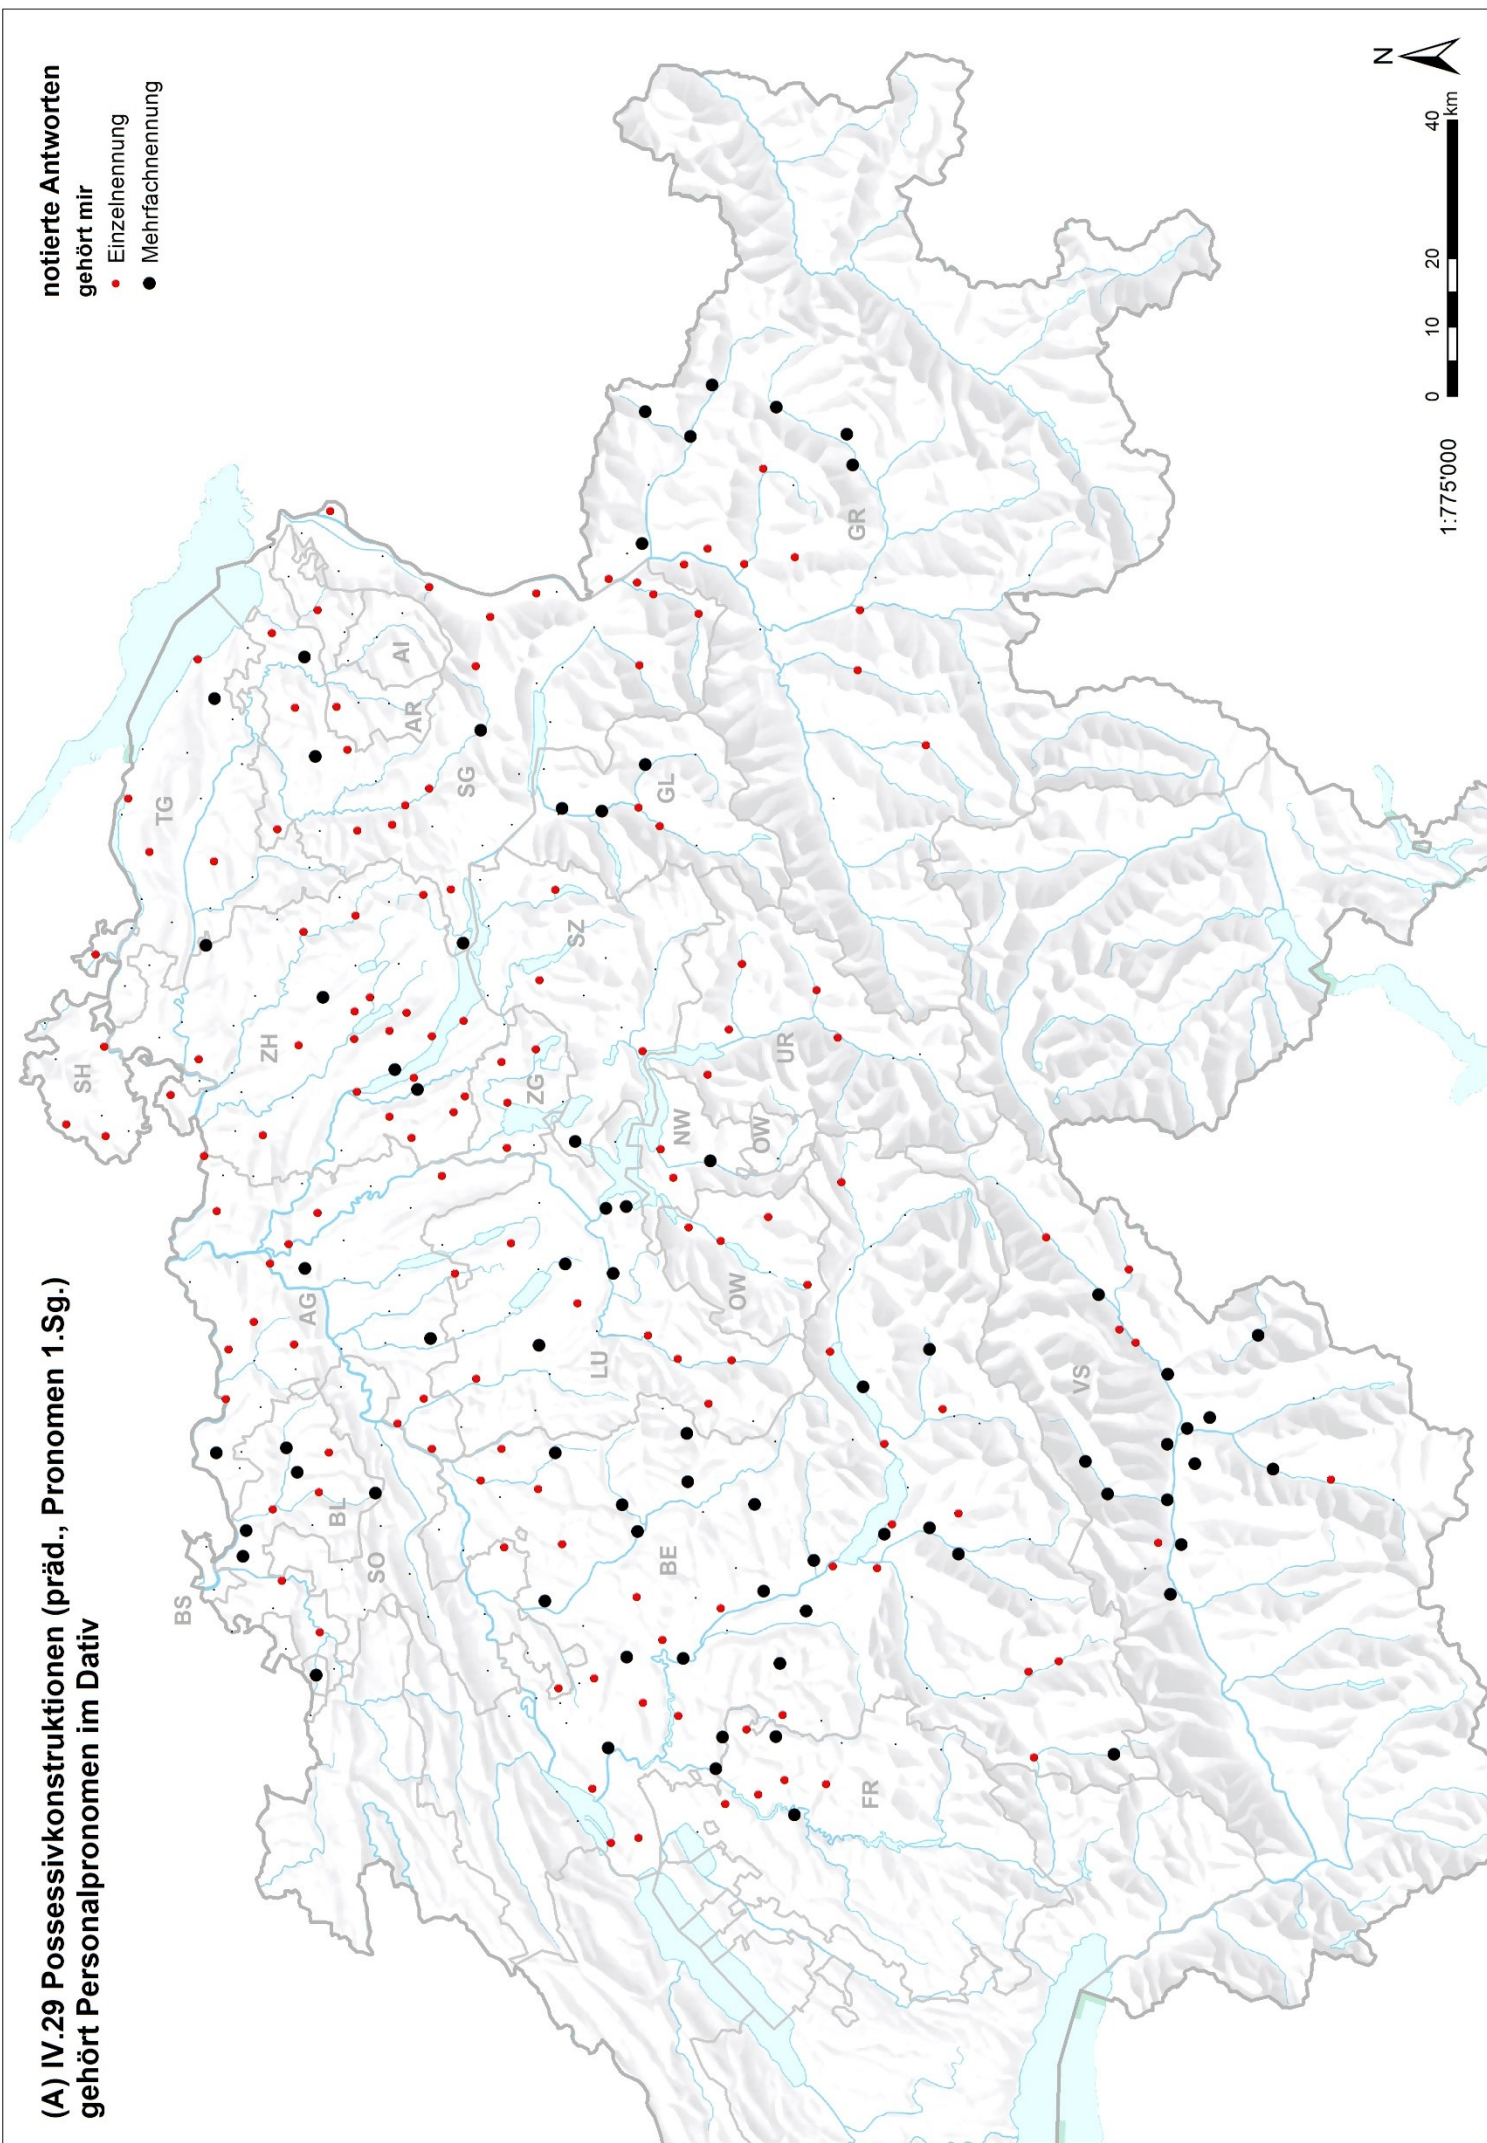 (A) IV.29 Possessivkonstruktionen (präd., Pronomen 1.Sg.)
gehört Personalpronomen im Dativ
notierte Antworten
gehört mir
Einzelnennung
Mehrfachnennung
SH
TG
BS
BL
AG
ZH
SO
AR
AI
SG
ZG
SZ
GL
LU
NW
OW
OW
UR
BE
FR
GR
VS
N
1:775'000
0 10 20 40
km